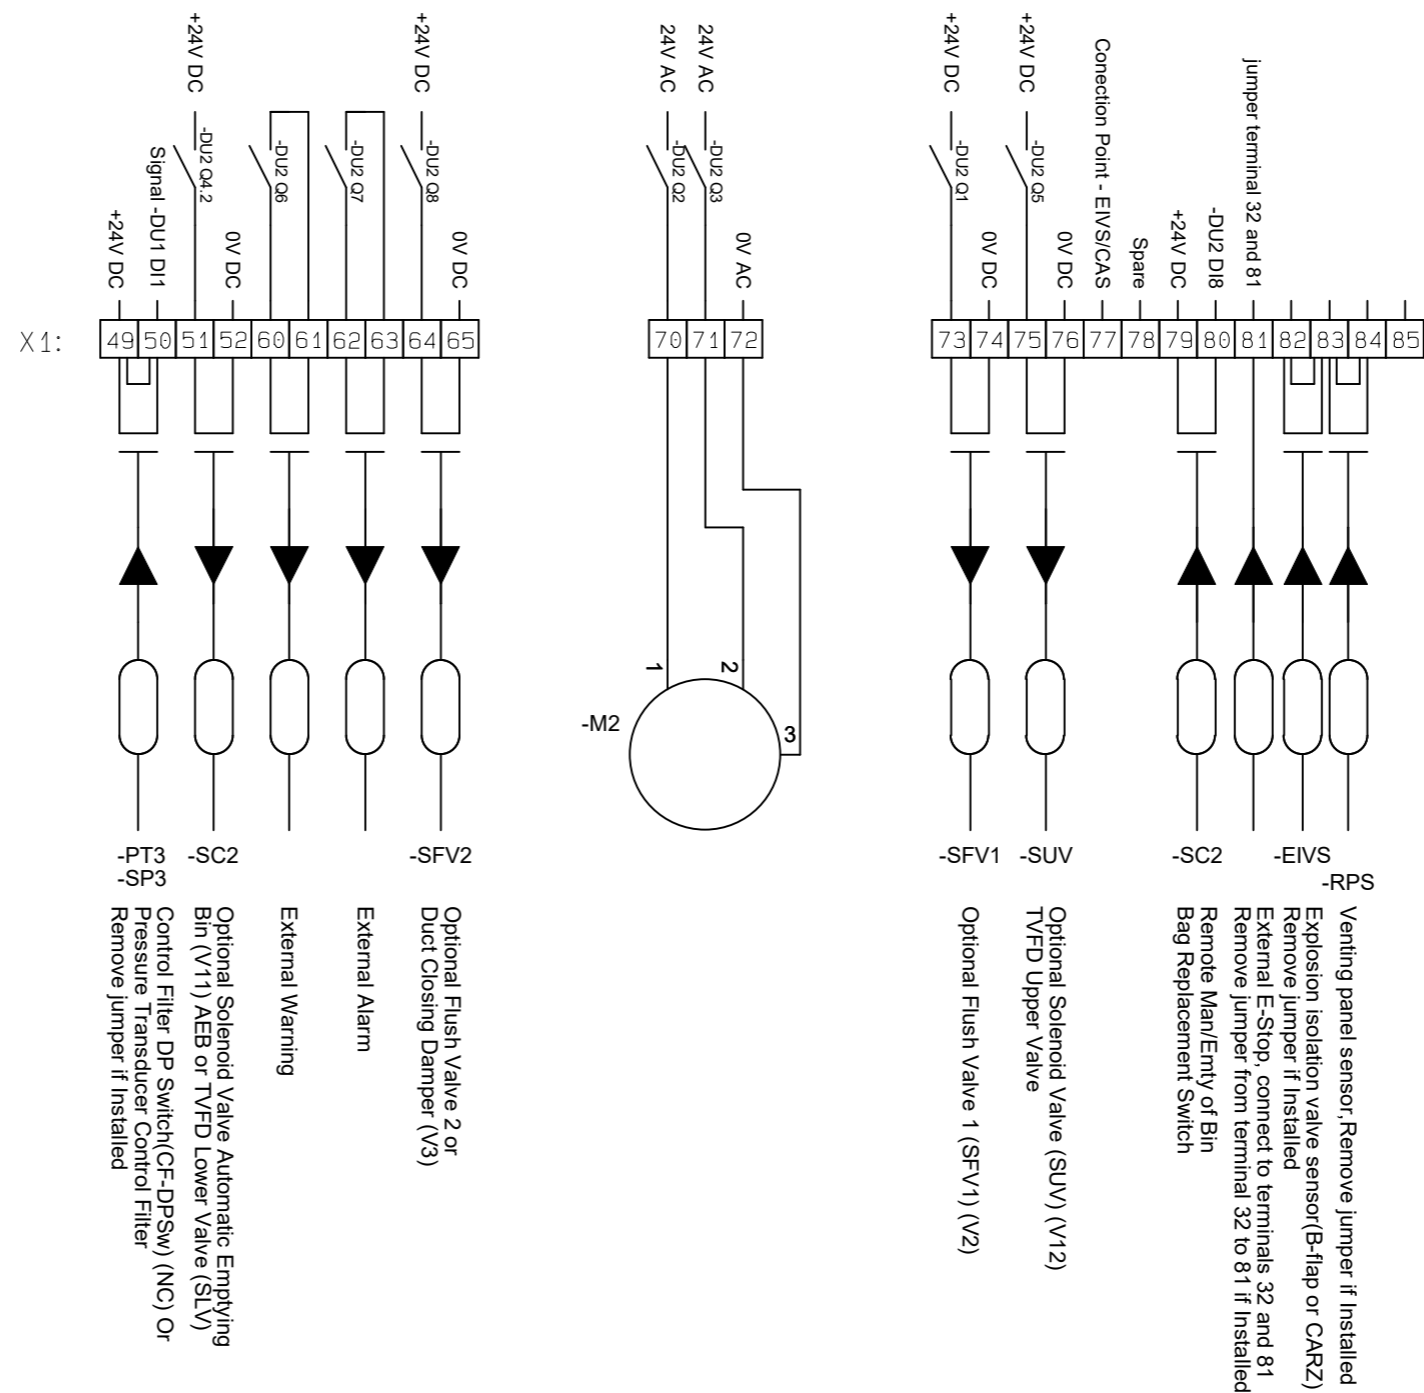 +24V DC
+24V DC
24V AC
24V AC
+24V DC
+24V DC
Conection Point - EIVS/CAS
jumper terminal 32 and 81
-DU2 Q4.2
-DU2 Q6
-DU2 Q7
-DU2 Q8
-DU2 Q2
-DU2 Q3
-DU2 Q1
-DU2 Q5
+24V DC
Signal -DU1 DI1
0V DC
0V DC
0V AC
0V DC
0V DC
Spare
+24V DC
-DU2 DI8
X1:
49 50 51 52 60 61 62 63 64 65
70 71 72
73 74 75 76 77 78 79 80 81 82 83 84 85
1
2
3
-M2
-PT3
-SP3
-SC2
-SFV2
-SFV1
-SUV
-SC2
-EIVS
-RPS
Control Filter DP Switch(CF-DPSw) (NC) Or
Pressure Transducer Control Filter
Remove jumper if Installed
Optional Solenoid Valve Automatic Emptying
Bin (V11) AEB or TVFD Lower Valve (SLV)
External Warning
External Alarm
Optional Flush Valve 2 or
Duct Closing Damper (V3)
Optional Flush Valve 1 (SFV1) (V2)
Optional Solenoid Valve (SUV) (V12)
TVFD Upper Valve
Remote Man/Emty of Bin
Bag Replacement Switch
External E-Stop, connect to terminals 32 and 81
Remove jumper from terminal 32 to 81 if Installed
Explosion isolation valve sensor(B-flap or CARZ)
Remove jumper if Installed
Venting panel sensor,Remove jumper if Installed